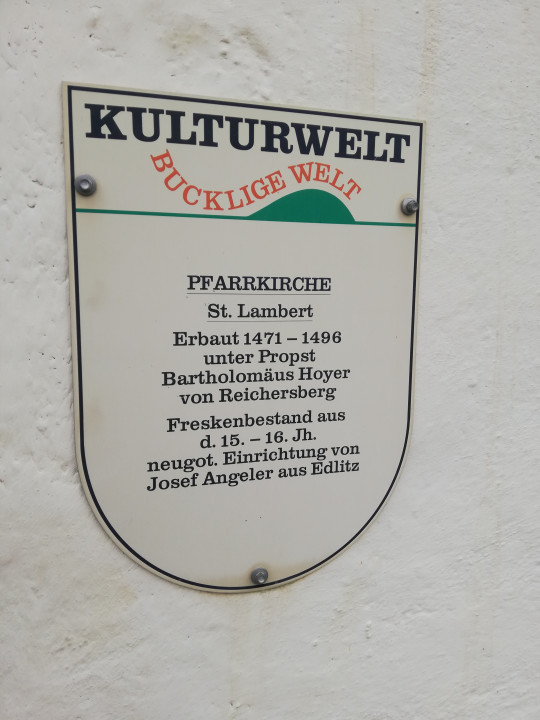 KULTURWELT
BUCKLIGE WELT
PFARRKIRCHE
St. Lambert
Erbaut 1471 – 1496
unter Propst
Bartholomäus Hoyer
von Reichersberg
Freskenbestand aus
d. 15. – 16. Jh.
neugot. Einrichtung von
Josef Angeler aus Edlitz